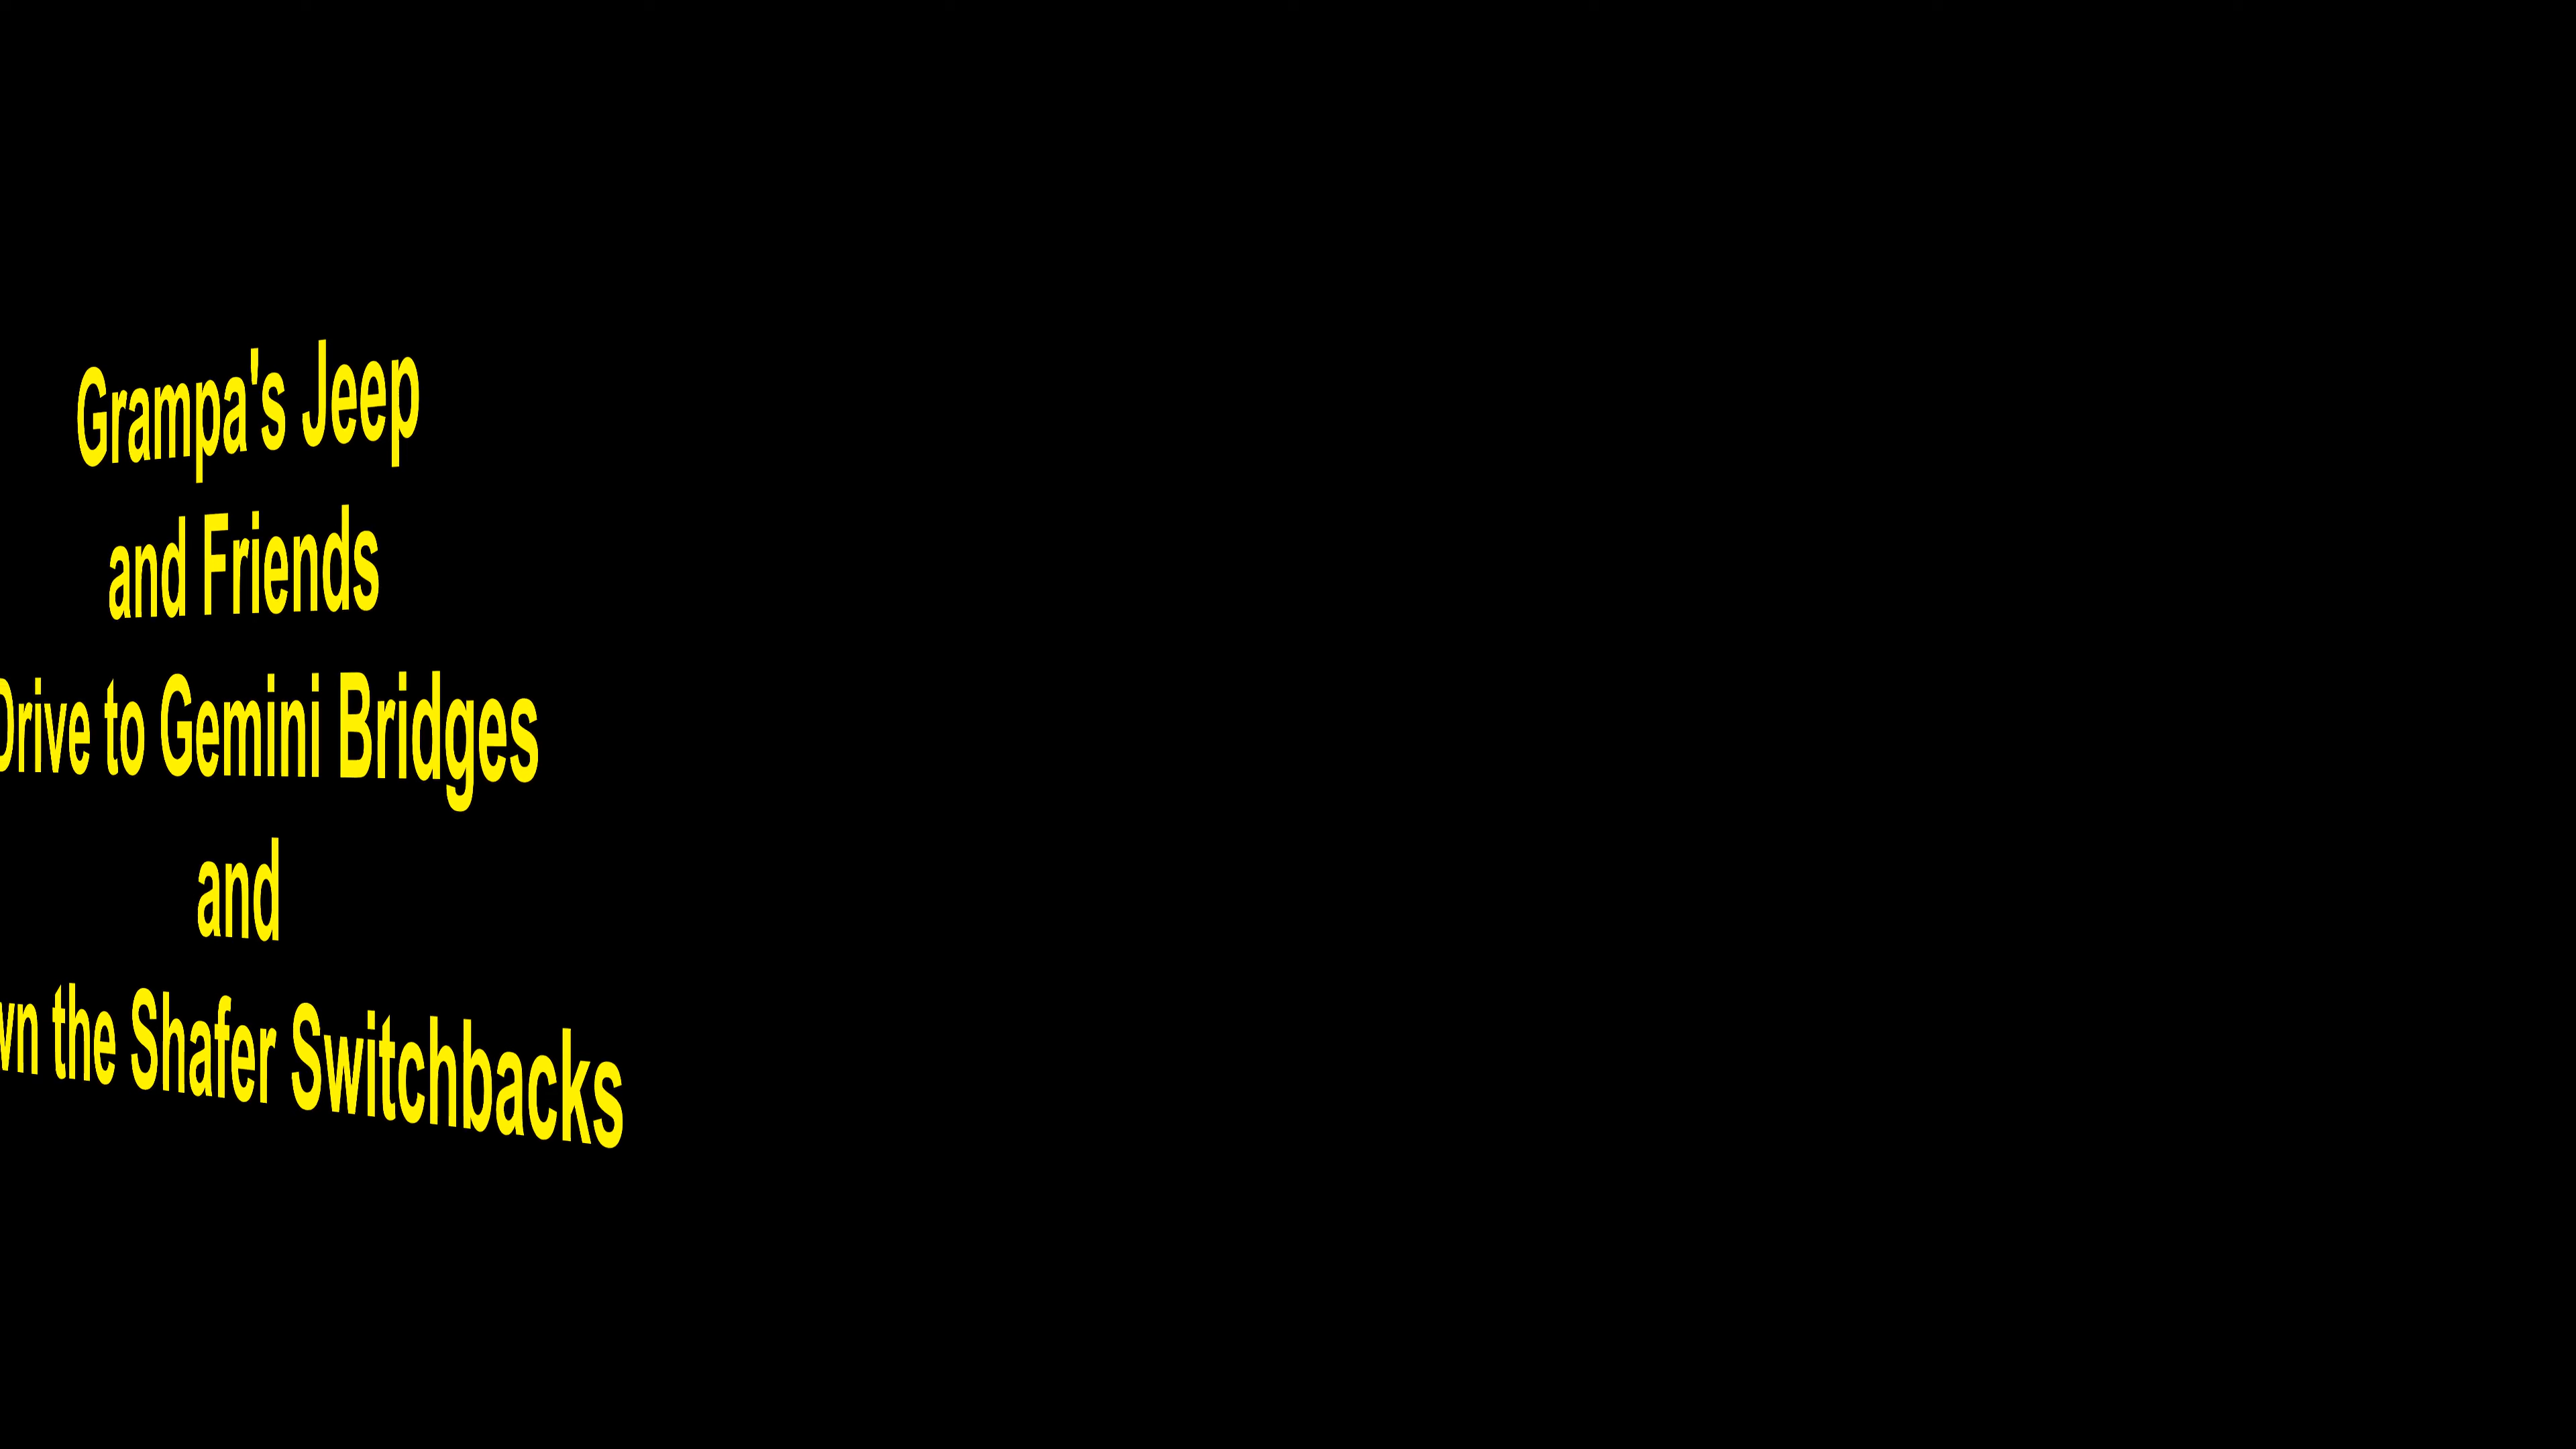 Grampa's Jeep
and Friends
Drive to Gemini Bridges
and
the Shafer Switchbacks